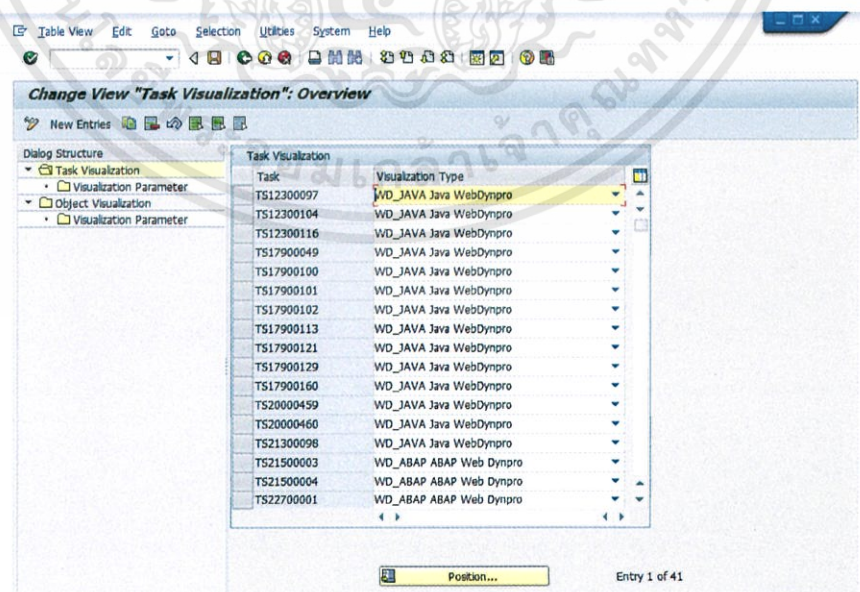 Table View Edit Goto Selection Utilities System Help
Change View "Task Visualization": Overview
New Entries
Dialog Structure
Task Visualization
Visualization Parameter
Object Visualization
Visualization Parameter
Task Visualization
Task Visualization Type
TS12300097 WD_JAVA Java WebDynpro
TS12300104 WD_JAVA Java WebDynpro
TS12300116 WD_JAVA Java WebDynpro
TS17900049 WD_JAVA Java WebDynpro
TS17900100 WD_JAVA Java WebDynpro
TS17900101 WD_JAVA Java WebDynpro
TS17900102 WD_JAVA Java WebDynpro
TS17900113 WD_JAVA Java WebDynpro
TS17900121 WD_JAVA Java WebDynpro
TS17900129 WD_JAVA Java WebDynpro
TS17900160 WD_JAVA Java WebDynpro
TS20000459 WD_JAVA Java WebDynpro
TS20000460 WD_JAVA Java WebDynpro
TS21300098 WD_JAVA Java WebDynpro
TS21500003 WD_ABAP ABAP Web Dynpro
TS21500004 WD_ABAP ABAP Web Dynpro
TS22700001 WD_ABAP ABAP Web Dynpro
Position... Entry 1 of 41